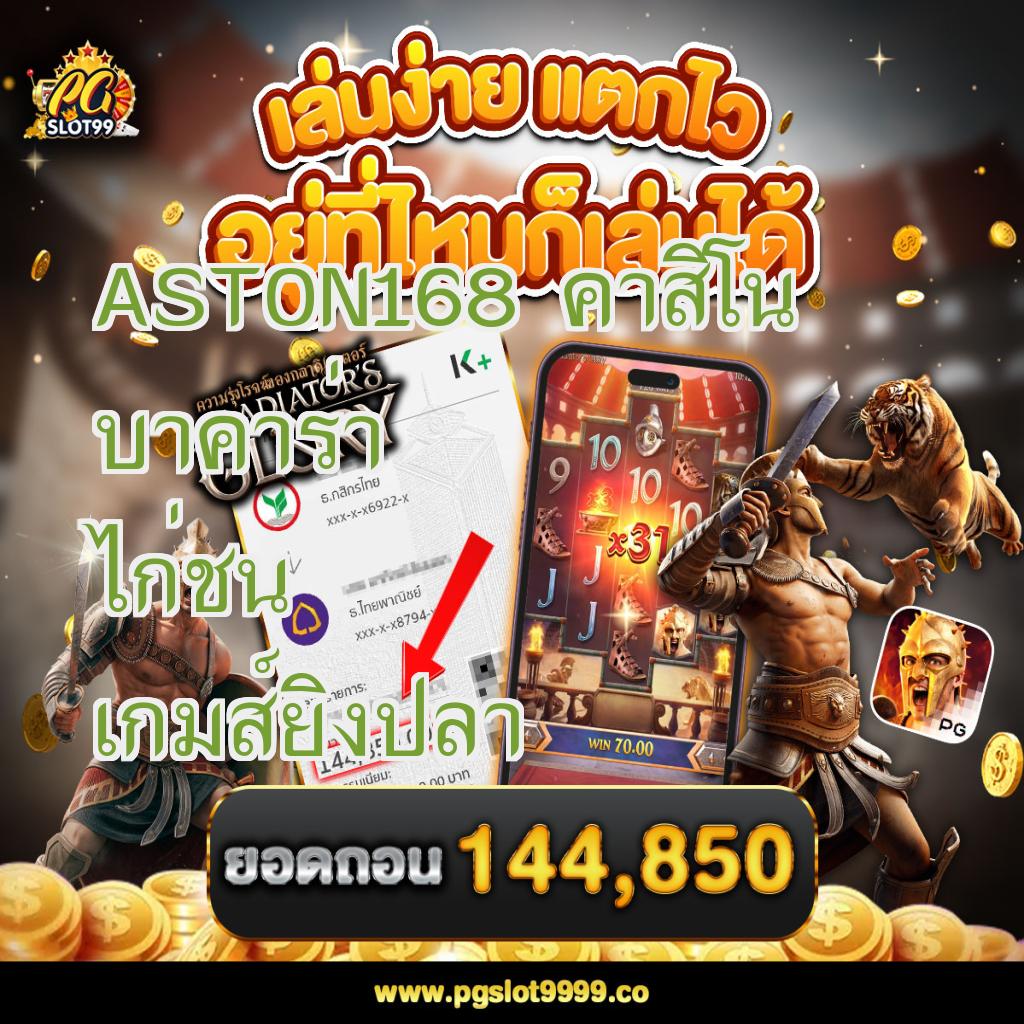 PG
SLOT99
เล่นง่าย แตกไว
อยู่ที่ไหนก็เล่นได้
ASTON168 คาสิโน
บาคาร่า
ไก่ชน
เกมส์ยิงปลา
K+
ธ.กสิกรไทย
xxx-x-x6922-x
ธ.ไทยพาณิชย์
xxx-x-x8794-
9
10
10
10
x31
J
J
J
WIN 70.00
PG
ยอดถอน 144,850
www.pgslot9999.co